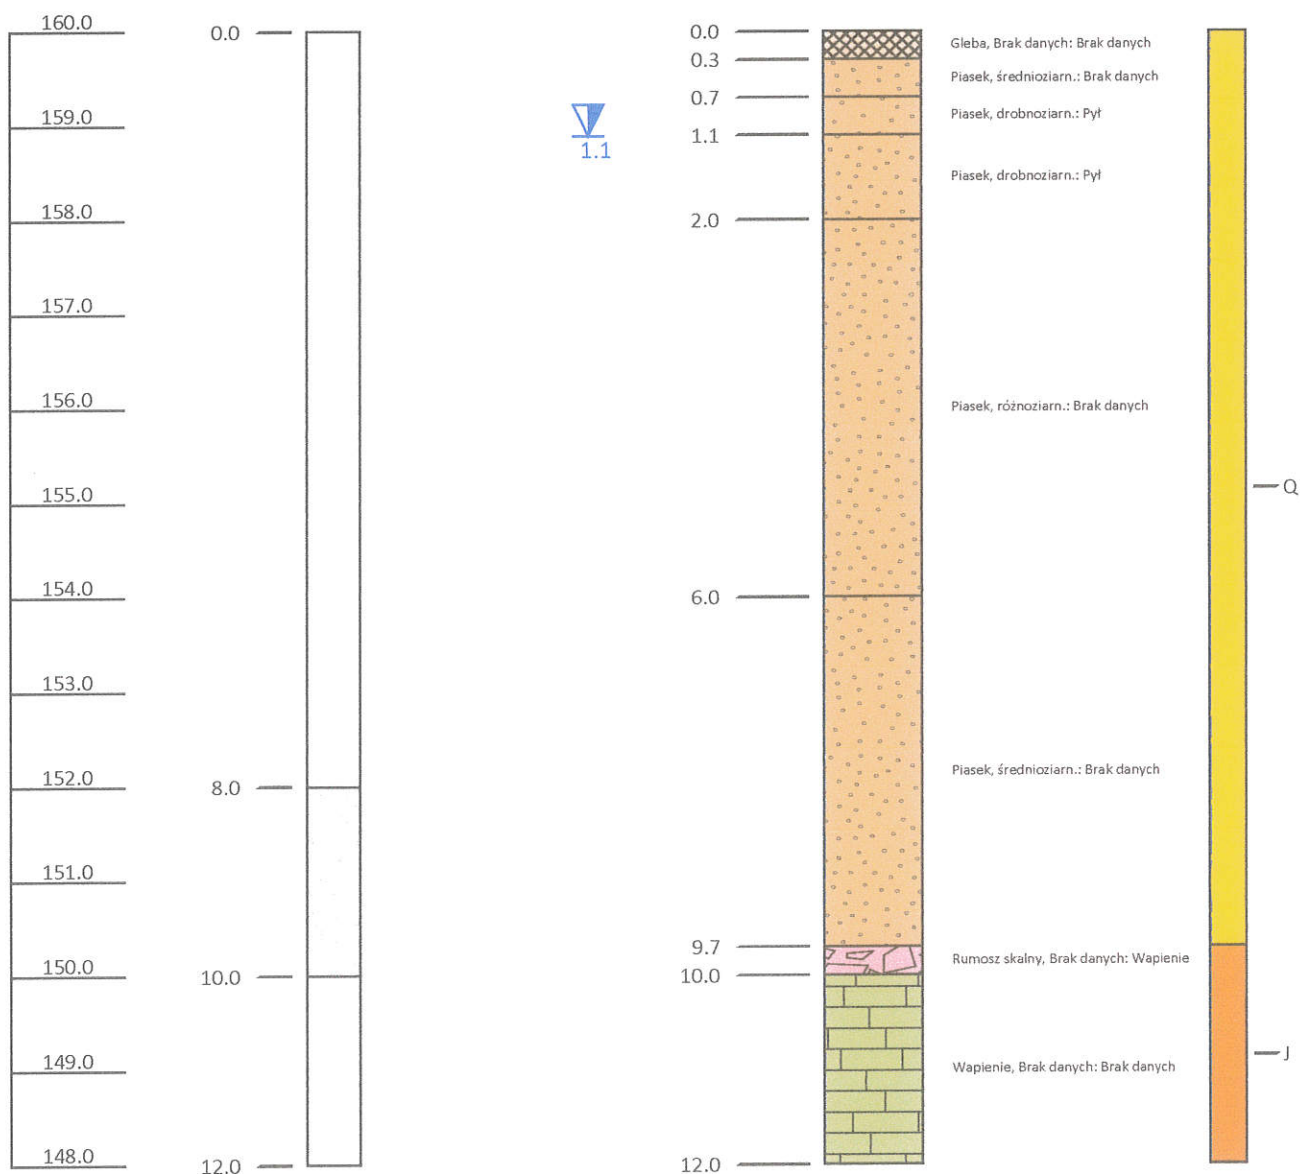 160.0
159.0
158.0
157.0
156.0
155.0
154.0
153.0
152.0
151.0
150.0
149.0
148.0
0.0
8.0
10.0
12.0
1.1
0.0
0.3
0.7
1.1
2.0
6.0
9.7
10.0
12.0
Gleba, Brak danych: Brak danych
Piasek, średnioziarn.: Brak danych
Piasek, drobnoziarn.: Pył
Piasek, drobnoziarn.: Pył
Piasek, różnoziarn.: Brak danych
Piasek, średnioziarn.: Brak danych
Rumosz skalny, Brak danych: Wapienie
Wapienie, Brak danych: Brak danych
Q
J